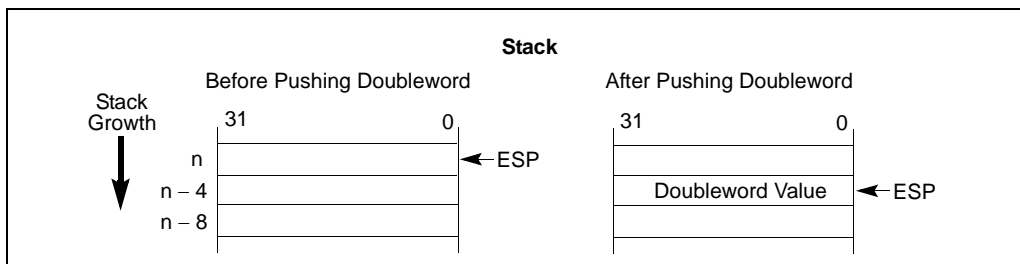 Stack
Before Pushing Doubleword
After Pushing Doubleword
Stack
Growth
31 0
31 0
n
ESP
n – 4
Doubleword Value
ESP
n – 8